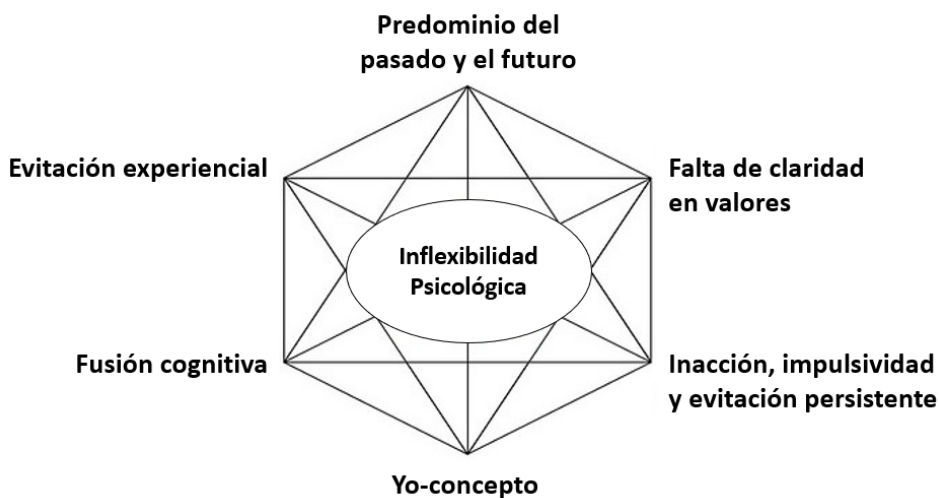 Predominio del
pasado y el futuro
Evitación experiencial
Falta de claridad
en valores
Inflexibilidad
Psicológica
Fusión cognitiva
Inacción, impulsividad
y evitación persistente
Yo-concepto